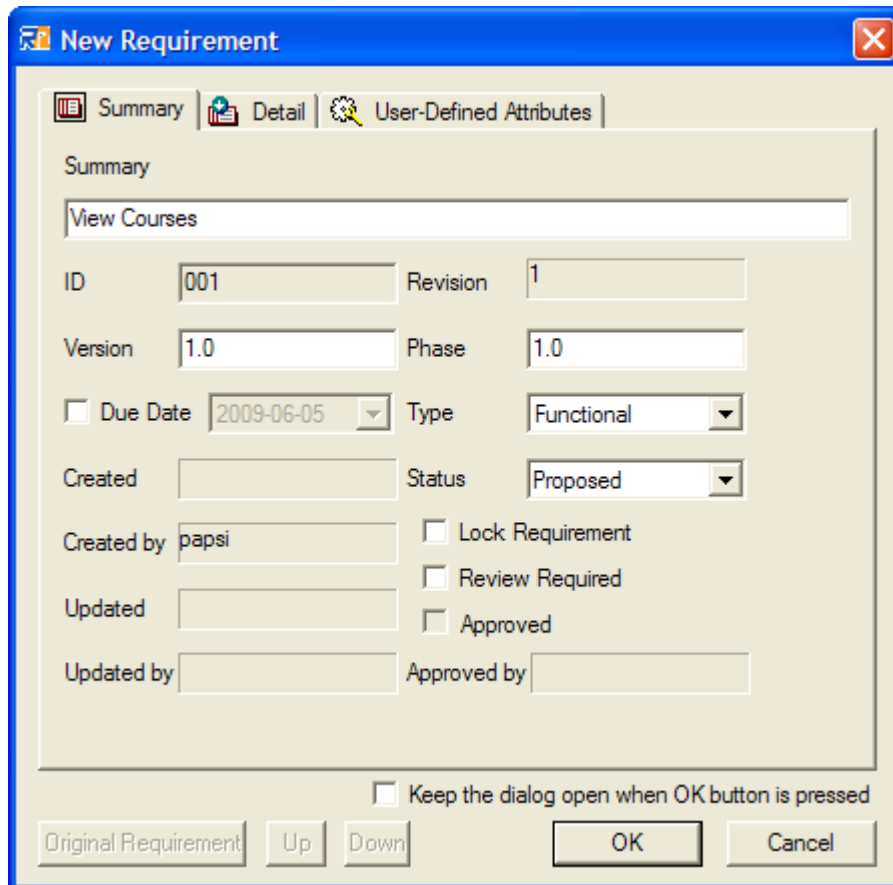 New Requirement
Summary Detail User-Defined Attributes
Summary
View Courses
ID 001 Revision 1
Version 1.0 Phase 1.0
Due Date 2009-06-05 Type Functional
Created Status Proposed
Created by papsi Lock Requirement
Review Required
Updated
Approved
Updated by Approved by
Keep the dialog open when OK button is pressed
Original Requirement Up Down OK Cancel